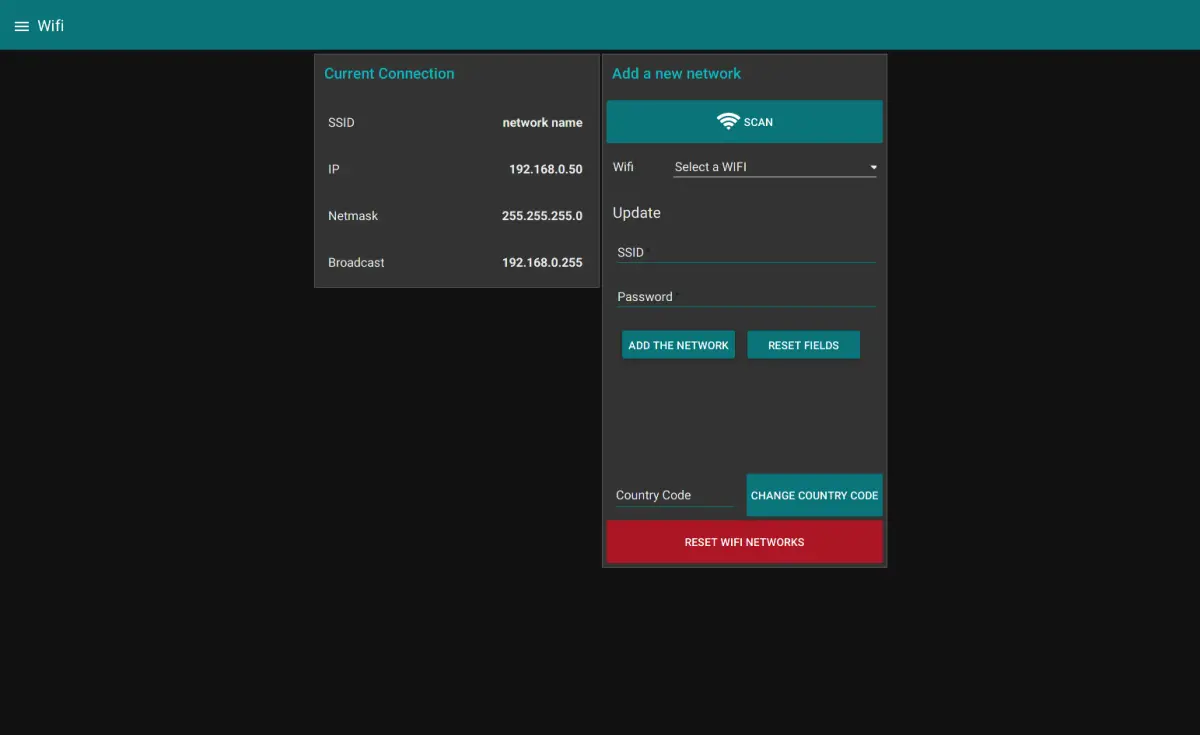 Wifi
Current Connection
SSID network name
IP 192.168.0.50
Netmask 255.255.255.0
Broadcast 192.168.0.255
Add a new network
SCAN
Wifi Select a WIFI
Update
SSID *
Password *
ADD THE NETWORK RESET FIELDS
Country Code CHANGE COUNTRY CODE
RESET WIFI NETWORKS